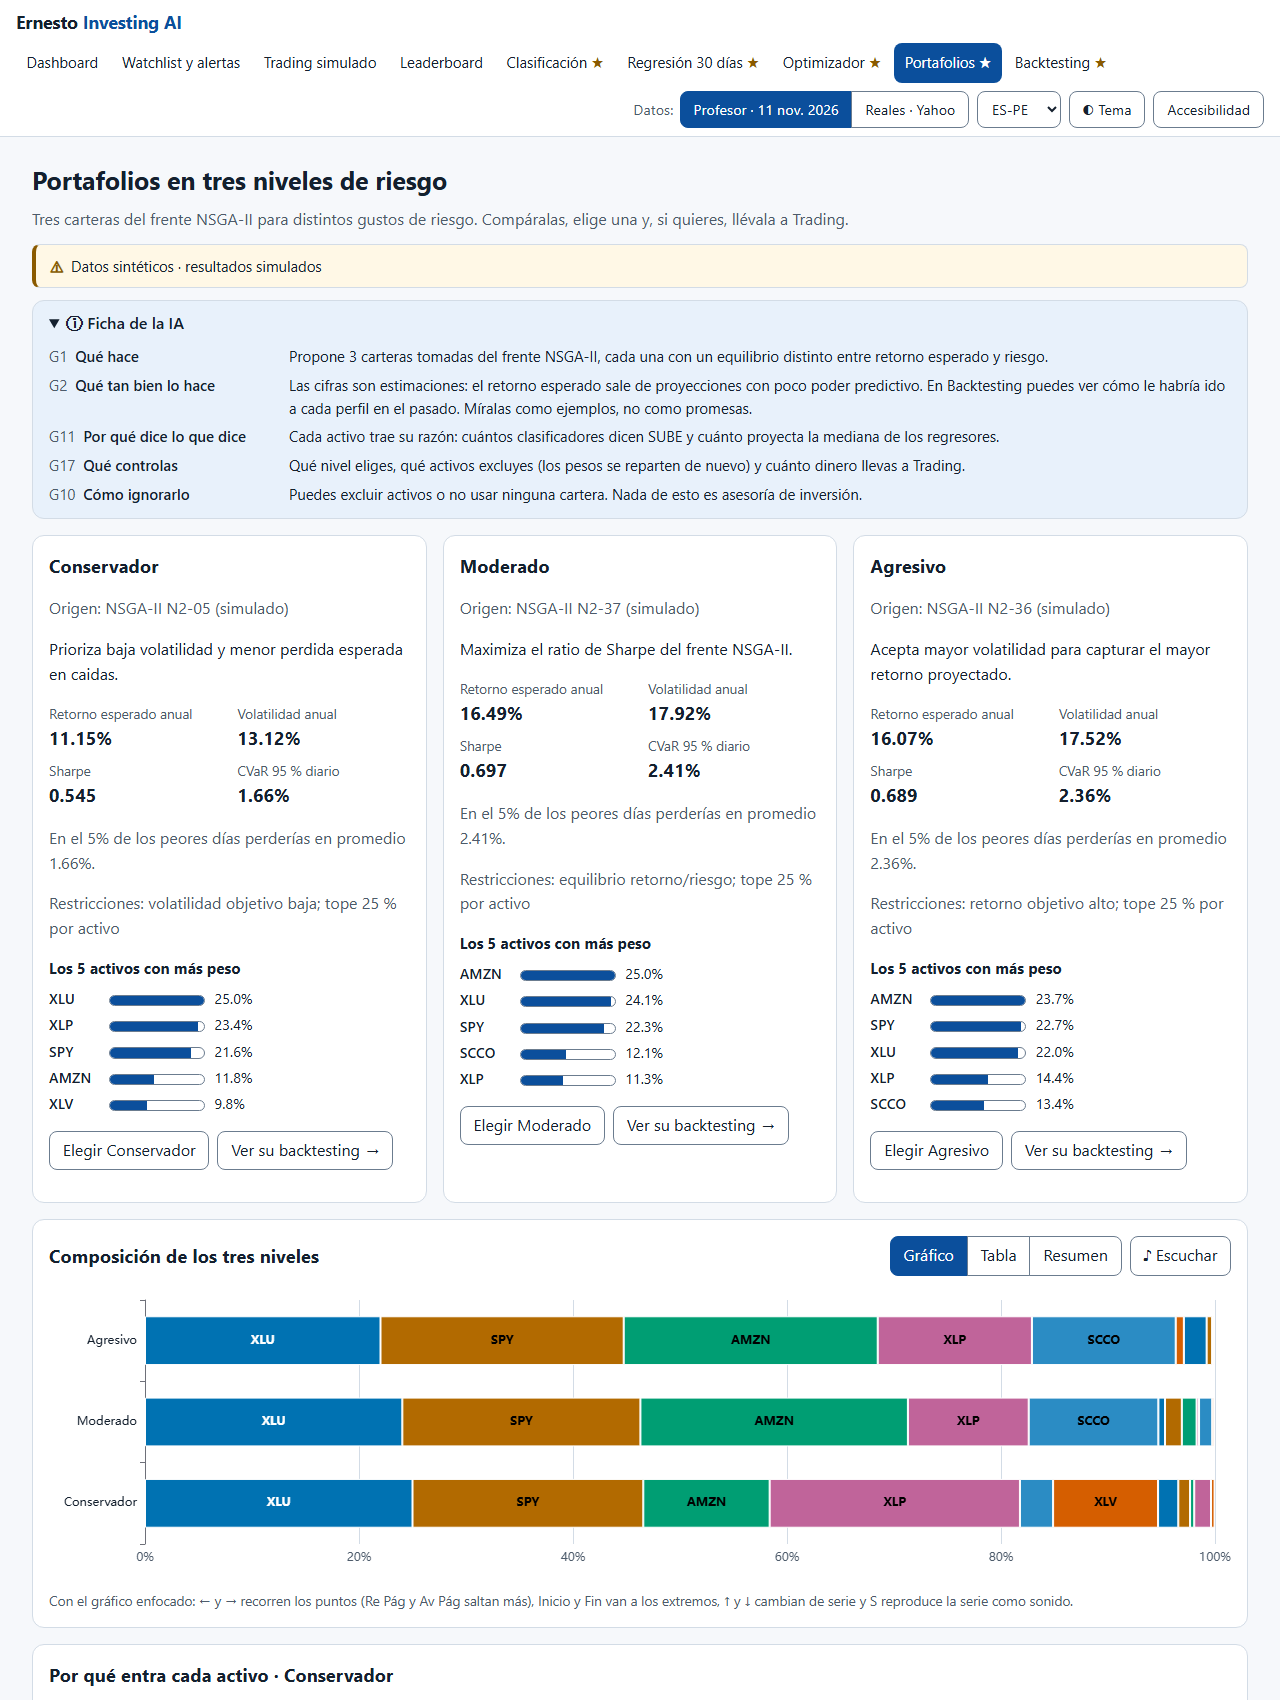 Ernesto Investing AI
Dashboard
Watchlist y alertas
Trading simulado
Leaderboard
Clasificación ★
Regresión 30 días ★
Optimizador ★
Portafolios ★
Backtesting ★
Datos:
Profesor · 11 nov. 2026
Reales · Yahoo
ES-PE
◐ Tema
Accesibilidad
Portafolios en tres niveles de riesgo
Tres carteras del frente NSGA-II para distintos gustos de riesgo. Compáralas, elige una y, si quieres, llévala a Trading.
⚠ Datos sintéticos · resultados simulados
▼ ⓘ Ficha de la IA
G1 Qué hace
Propone 3 carteras tomadas del frente NSGA-II, cada una con un equilibrio distinto entre retorno esperado y riesgo.
G2 Qué tan bien lo hace
Las cifras son estimaciones: el retorno esperado sale de proyecciones con poco poder predictivo. En Backtesting puedes ver cómo le habría ido
a cada perfil en el pasado. Míralas como ejemplos, no como promesas.
G11 Por qué dice lo que dice
Cada activo trae su razón: cuántos clasificadores dicen SUBE y cuánto proyecta la mediana de los regresores.
G17 Qué controlas
Qué nivel eliges, qué activos excluyes (los pesos se reparten de nuevo) y cuánto dinero llevas a Trading.
G10 Cómo ignorarlo
Puedes excluir activos o no usar ninguna cartera. Nada de esto es asesoría de inversión.
Conservador
Origen: NSGA-II N2-05 (simulado)
Prioriza baja volatilidad y menor perdida esperada
en caidas.
Retorno esperado anual
11.15%
Volatilidad anual
13.12%
Sharpe
0.545
CVaR 95 % diario
1.66%
En el 5% de los peores días perderías en promedio
1.66%.
Restricciones: volatilidad objetivo baja; tope 25 %
por activo
Los 5 activos con más peso
XLU 25.0%
XLP 23.4%
SPY 21.6%
AMZN 11.8%
XLV 9.8%
Elegir Conservador
Ver su backtesting →
Moderado
Origen: NSGA-II N2-37 (simulado)
Maximiza el ratio de Sharpe del frente NSGA-II.
Retorno esperado anual
16.49%
Volatilidad anual
17.92%
Sharpe
0.697
CVaR 95 % diario
2.41%
En el 5% de los peores días perderías en promedio
2.41%.
Restricciones: equilibrio retorno/riesgo; tope 25 %
por activo
Los 5 activos con más peso
AMZN 25.0%
XLU 24.1%
SPY 22.3%
SCCO 12.1%
XLP 11.3%
Elegir Moderado
Ver su backtesting →
Agresivo
Origen: NSGA-II N2-36 (simulado)
Acepta mayor volatilidad para capturar el mayor
retorno proyectado.
Retorno esperado anual
16.07%
Volatilidad anual
17.52%
Sharpe
0.689
CVaR 95 % diario
2.36%
En el 5% de los peores días perderías en promedio
2.36%.
Restricciones: retorno objetivo alto; tope 25 % por
activo
Los 5 activos con más peso
AMZN 23.7%
SPY 22.7%
XLU 22.0%
XLP 14.4%
SCCO 13.4%
Elegir Agresivo
Ver su backtesting →
Composición de los tres niveles
Gráfico
Tabla
Resumen
♪ Escuchar
Agresivo
XLU SPY AMZN XLP SCCO
Moderado
XLU SPY AMZN XLP SCCO
Conservador
XLU SPY AMZN XLP XLV
0% 20% 40% 60% 80% 100%
Con el gráfico enfocado: ← y → recorren los puntos (Re Pág y Av Pág saltan más), Inicio y Fin van a los extremos, ↑ y ↓ cambian de serie y S reproduce la serie como sonido.
Por qué entra cada activo · Conservador